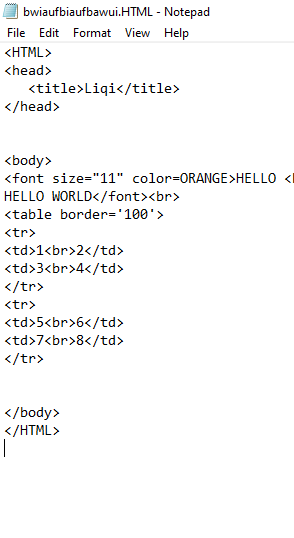 bwiaufbiaufbawui.HTML - Notepad
File Edit Format View Help
<HTML>
<head>
   <title>Liqi</title>
</head>
<body>
<font size="11" color=ORANGE>HELLO <
HELLO WORLD</font><br>
<table border='100'>
<tr>
<td>1<br>2</td>
<td>3<br>4</td>
</tr>
<tr>
<td>5<br>6</td>
<td>7<br>8</td>
</tr>
</body>
</HTML>